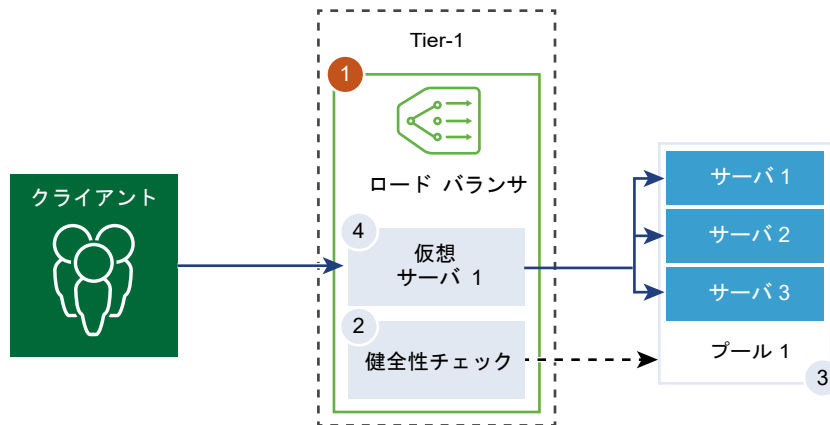 Tier-1
1
ロード バランサ
クライアント
4
仮想
サーバ 1
2
健全性チェック
サーバ 1
サーバ 2
サーバ 3
プール 1
3